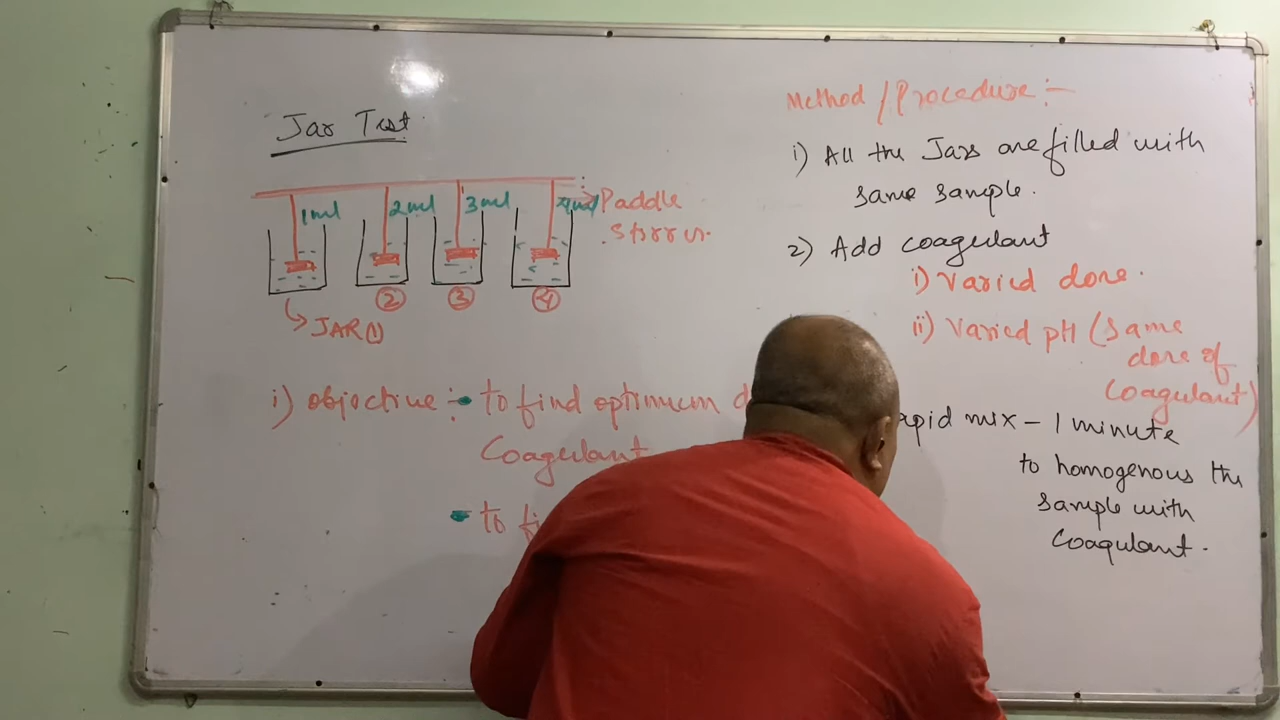 Jar Test
1ml 2ml 3ml 4ml
Paddle
Stirrer.
② ③ ④
JAR①
i) objective :- to find optimum d
Coagulant
to fi
Method / Procedure :-
i) All the Jars are filled with
same sample.
2) Add coagulant
i) Varied dose.
ii) Varied pH (same
dose of
Coagulant)
apid mix - 1 minute
to homogenous the
sample with
Coagulant.